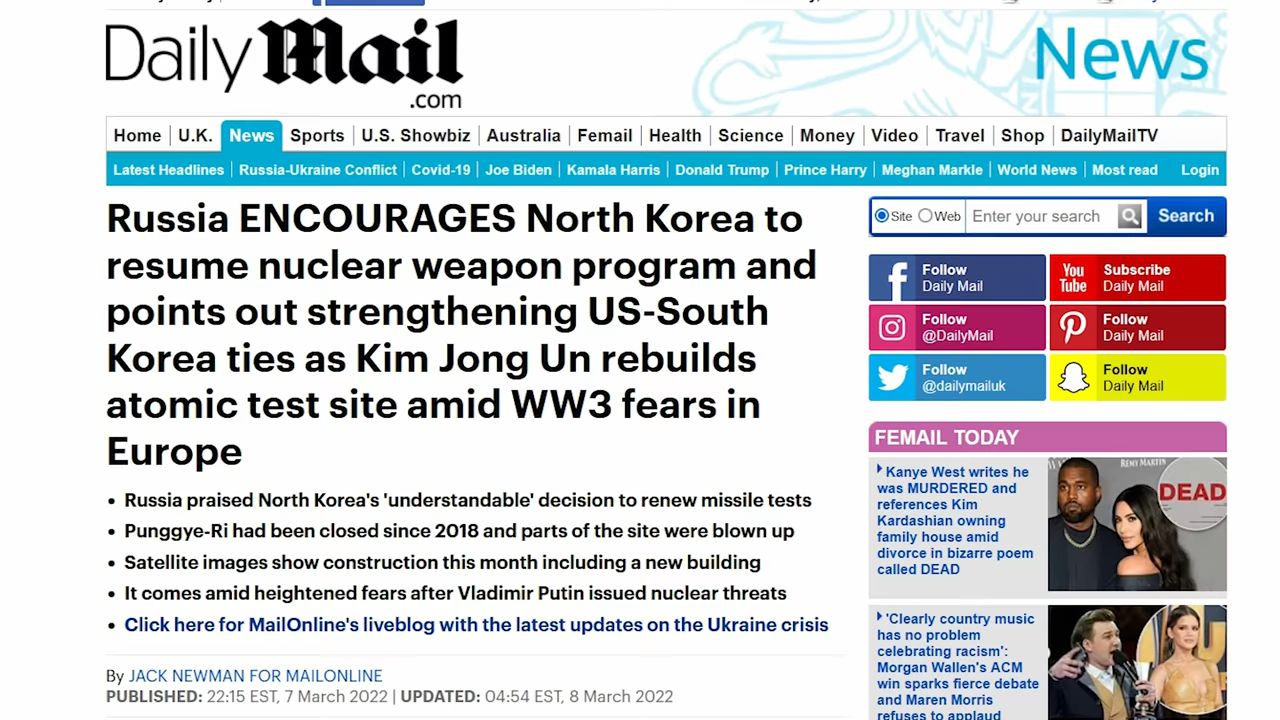 Daily Mail
.com
News
Home U.K. News Sports U.S. Showbiz Australia Femail Health Science Money Video Travel Shop DailyMailTV
Latest Headlines Russia-Ukraine Conflict Covid-19 Joe Biden Kamala Harris Donald Trump Prince Harry Meghan Markle World News Most read Login
Russia ENCOURAGES North Korea to
resume nuclear weapon program and
points out strengthening US-South
Korea ties as Kim Jong Un rebuilds
atomic test site amid WW3 fears in
Europe
• Russia praised North Korea's 'understandable' decision to renew missile tests
• Punggye-Ri had been closed since 2018 and parts of the site were blown up
• Satellite images show construction this month including a new building
• It comes amid heightened fears after Vladimir Putin issued nuclear threats
• Click here for MailOnline's liveblog with the latest updates on the Ukraine crisis
By JACK NEWMAN FOR MAILONLINE
PUBLISHED: 22:15 EST, 7 March 2022 | UPDATED: 04:54 EST, 8 March 2022
Site Web Enter your search Search
Follow
Daily Mail
You Tube
Subscribe
Daily Mail
Follow
@DailyMail
Follow
Daily Mail
Follow
@dailymailuk
Follow
Daily Mail
FEMAIL TODAY
Kanye West writes he
was MURDERED and
references Kim
Kardashian owning
family house amid
divorce in bizarre poem
called DEAD
RÉMY MARTIN
DEAD
'Clearly country music
has no problem
celebrating racism':
Morgan Wallen's ACM
win sparks fierce debate
and Maren Morris
refuses to applaud